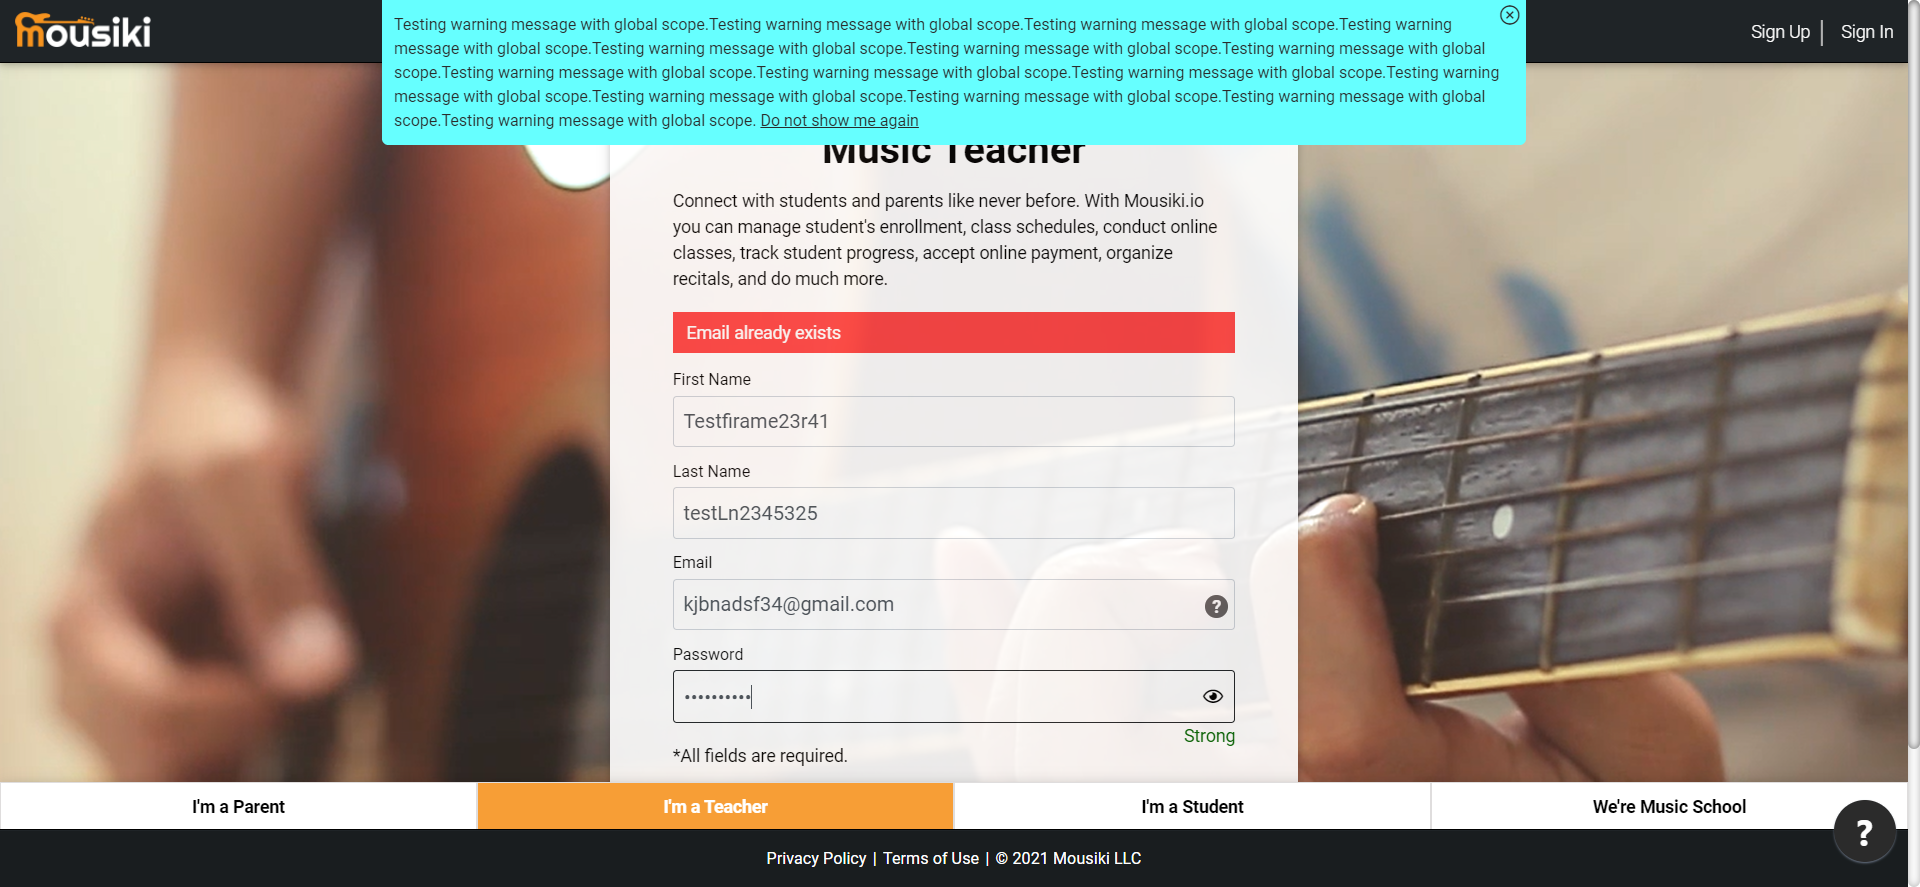 mousiki
Sign Up
Sign In
Testing warning message with global scope.Testing warning message with global scope.Testing warning message with global scope.Testing warning
message with global scope.Testing warning message with global scope.Testing warning message with global scope.Testing warning message with global
scope.Testing warning message with global scope.Testing warning message with global scope.Testing warning message with global scope.Testing warning
message with global scope.Testing warning message with global scope.Testing warning message with global scope.Testing warning message with global
scope.Testing warning message with global scope. Do not show me again
Music Teacher
Connect with students and parents like never before. With Mousiki.io
you can manage student's enrollment, class schedules, conduct online
classes, track student progress, accept online payment, organize
recitals, and do much more.
Email already exists
First Name
Testfirame23r41
Last Name
testLn2345325
Email
kjbnadsf34@gmail.com
?
Password
••••••••••
Strong
*All fields are required.
I'm a Parent
I'm a Teacher
I'm a Student
We're Music School
?
Privacy Policy | Terms of Use | © 2021 Mousiki LLC